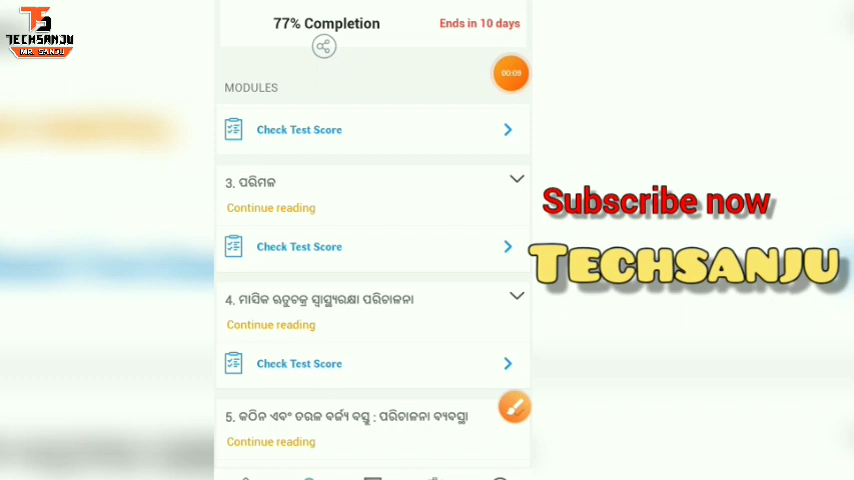 TS
TECHSANJU
MR. SANJU
77% Completion
Ends in 10 days
00:09
MODULES
Check Test Score
3. ପରିମଳ
Continue reading
Check Test Score
4. ମାସିକ ଋତୁଚକ୍ର ସ୍ୱାସ୍ଥ୍ୟରକ୍ଷା ପରିଚାଳନା
Continue reading
Check Test Score
5. କଠିନ ଏବଂ ତରଳ ବର୍ଜ୍ୟ ବସ୍ତୁ : ପରିଚାଳନା ବ୍ୟବସ୍ଥା
Continue reading
Subscribe now
TECHSANJU